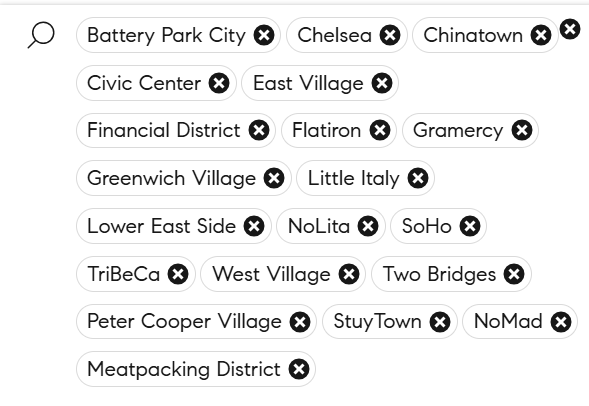 Battery Park City Chelsea Chinatown
Civic Center East Village
Financial District Flatiron Gramercy
Greenwich Village Little Italy
Lower East Side NoLita SoHo
TriBeCa West Village Two Bridges
Peter Cooper Village StuyTown NoMad
Meatpacking District